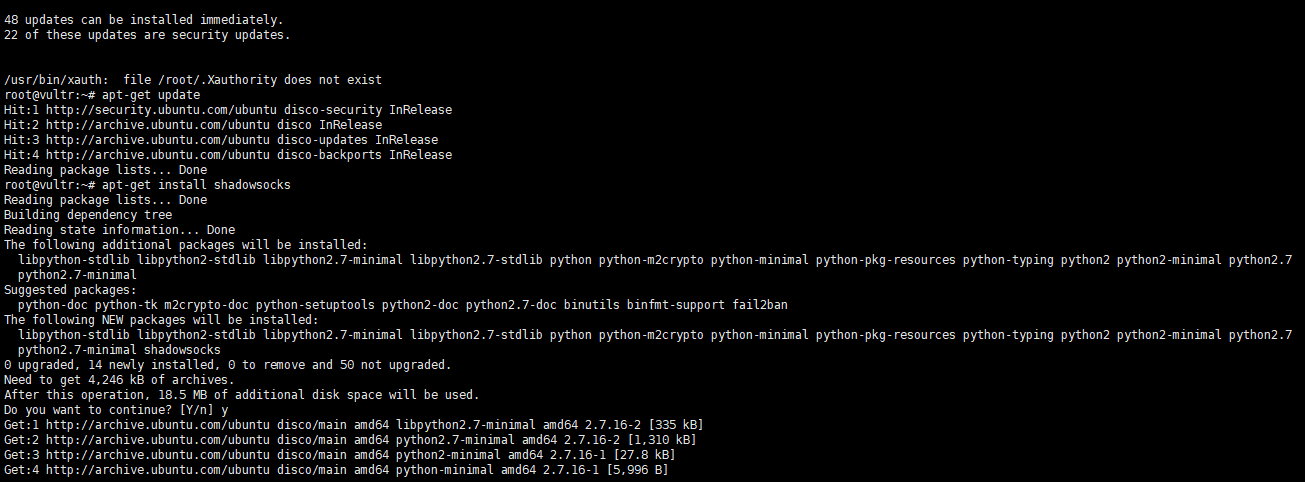 48 updates can be installed immediately.
22 of these updates are security updates.
/usr/bin/xauth:  file /root/.Xauthority does not exist
root@vultr:~# apt-get update
Hit:1 http://security.ubuntu.com/ubuntu disco-security InRelease
Hit:2 http://archive.ubuntu.com/ubuntu disco InRelease
Hit:3 http://archive.ubuntu.com/ubuntu disco-updates InRelease
Hit:4 http://archive.ubuntu.com/ubuntu disco-backports InRelease
Reading package lists... Done
root@vultr:~# apt-get install shadowsocks
Reading package lists... Done
Building dependency tree
Reading state information... Done
The following additional packages will be installed:
  libpython-stdlib libpython2-stdlib libpython2.7-minimal libpython2.7-stdlib python python-m2crypto python-minimal python-pkg-resources python-typing python2 python2-minimal python2.7
  python2.7-minimal
Suggested packages:
  python-doc python-tk m2crypto-doc python-setuptools python2-doc python2.7-doc binutils binfmt-support fail2ban
The following NEW packages will be installed:
  libpython-stdlib libpython2-stdlib libpython2.7-minimal libpython2.7-stdlib python python-m2crypto python-minimal python-pkg-resources python-typing python2 python2-minimal python2.7
  python2.7-minimal shadowsocks
0 upgraded, 14 newly installed, 0 to remove and 50 not upgraded.
Need to get 4,246 kB of archives.
After this operation, 18.5 MB of additional disk space will be used.
Do you want to continue? [Y/n] y
Get:1 http://archive.ubuntu.com/ubuntu disco/main amd64 libpython2.7-minimal amd64 2.7.16-2 [335 kB]
Get:2 http://archive.ubuntu.com/ubuntu disco/main amd64 python2.7-minimal amd64 2.7.16-2 [1,310 kB]
Get:3 http://archive.ubuntu.com/ubuntu disco/main amd64 python2-minimal amd64 2.7.16-1 [27.8 kB]
Get:4 http://archive.ubuntu.com/ubuntu disco/main amd64 python-minimal amd64 2.7.16-1 [5,996 B]